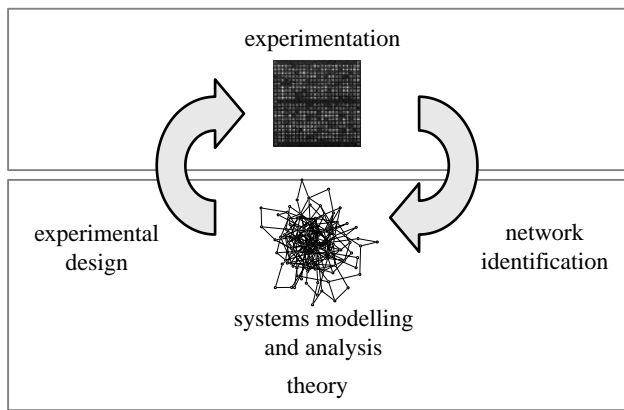 experimentation
experimental
design
network
identification
systems modelling
and analysis
theory